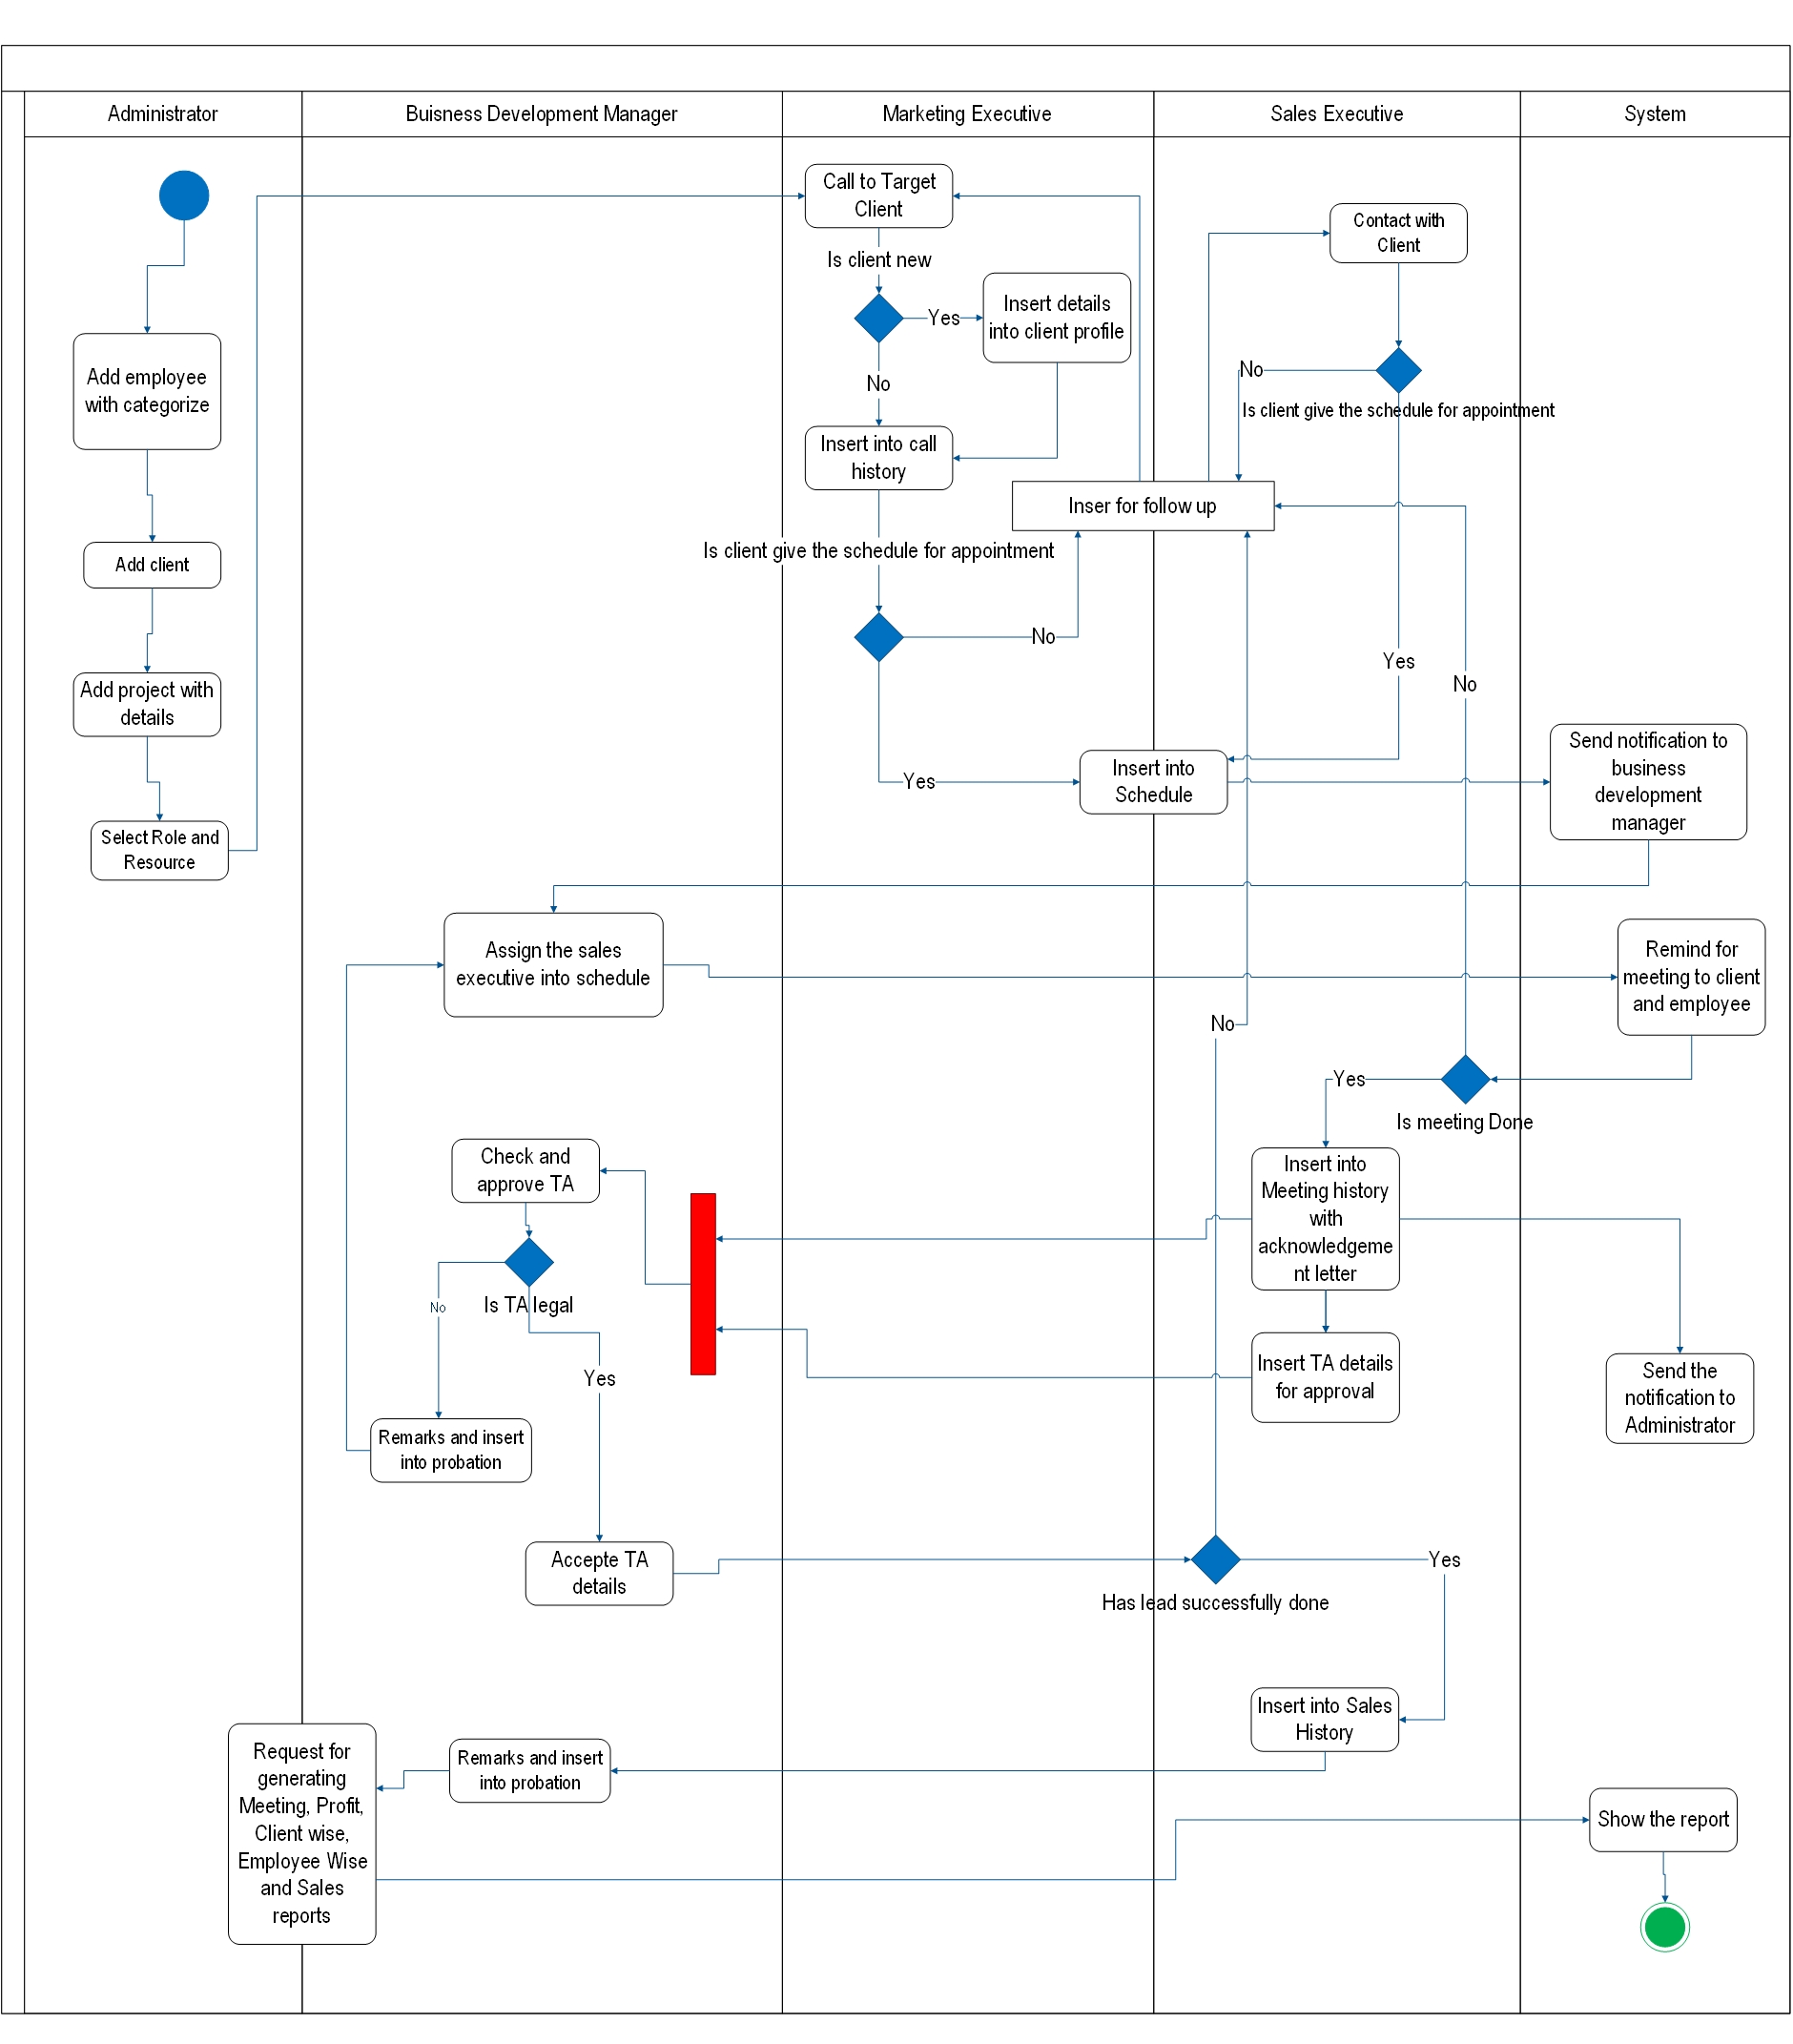 Administrator
Buisness Development Manager
Marketing Executive
Sales Executive
System
Call to Target
Client
Contact with
Client
Is client new
Yes
Insert details
into client profile
No
Add employee
with categorize
No
Is client give the schedule for appointment
Insert into call
history
Inser for follow up
Is client give the schedule for appointment
Add client
No
Yes
No
Add project with
details
Yes
Insert into
Schedule
Send notification to
business
development
manager
Select Role and
Resource
Assign the sales
executive into schedule
Remind for
meeting to client
and employee
No
Yes
Is meeting Done
Check and
approve TA
Insert into
Meeting history
with
acknowledgeme
nt letter
No
Is TA legal
Yes
Insert TA details
for approval
Send the
notification to
Administrator
Remarks and insert
into probation
Accepte TA
details
Yes
Has lead successfully done
Insert into Sales
History
Request for
generating
Meeting, Profit,
Client wise,
Employee Wise
and Sales
reports
Remarks and insert
into probation
Show the report